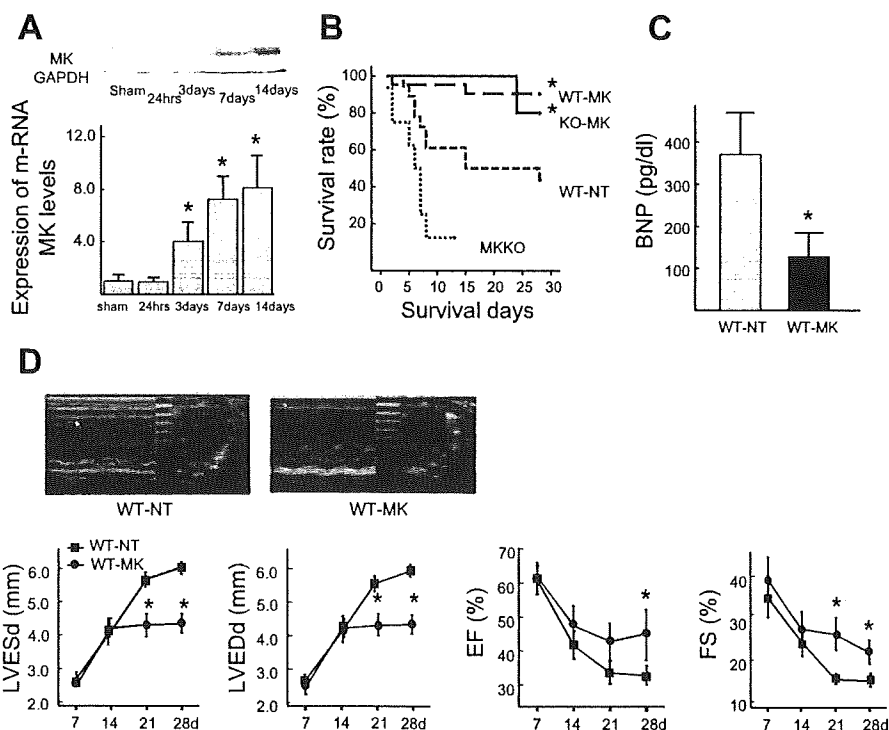 A
MK
GAPDH
Sham
24hrs
3days
7days
14days
Expression of m-RNA
MK levels
12.0
8.0
4.0
*
*
*
sham
24hrs
3days
7days
14days
B
Survival rate (%)
100
80
60
40
20
* WT-MK
* KO-MK
WT-NT
MKKO
0 5 10 15 20 25 30
Survival days
C
BNP (pg/dl)
400
300
200
100
*
WT-NT WT-MK
D
WT-NT WT-MK
LVESd (mm)
WT-NT
WT-MK
6.0
5.0
4.0
3.0
2.0
* *
7 14 21 28d
LVEDd (mm)
6.0
5.0
4.0
3.0
2.0
* *
7 14 21 28d
EF (%)
70
60
50
40
30
*
7 14 21 28d
FS (%)
40
30
20
10
*
*
7 14 21 28d